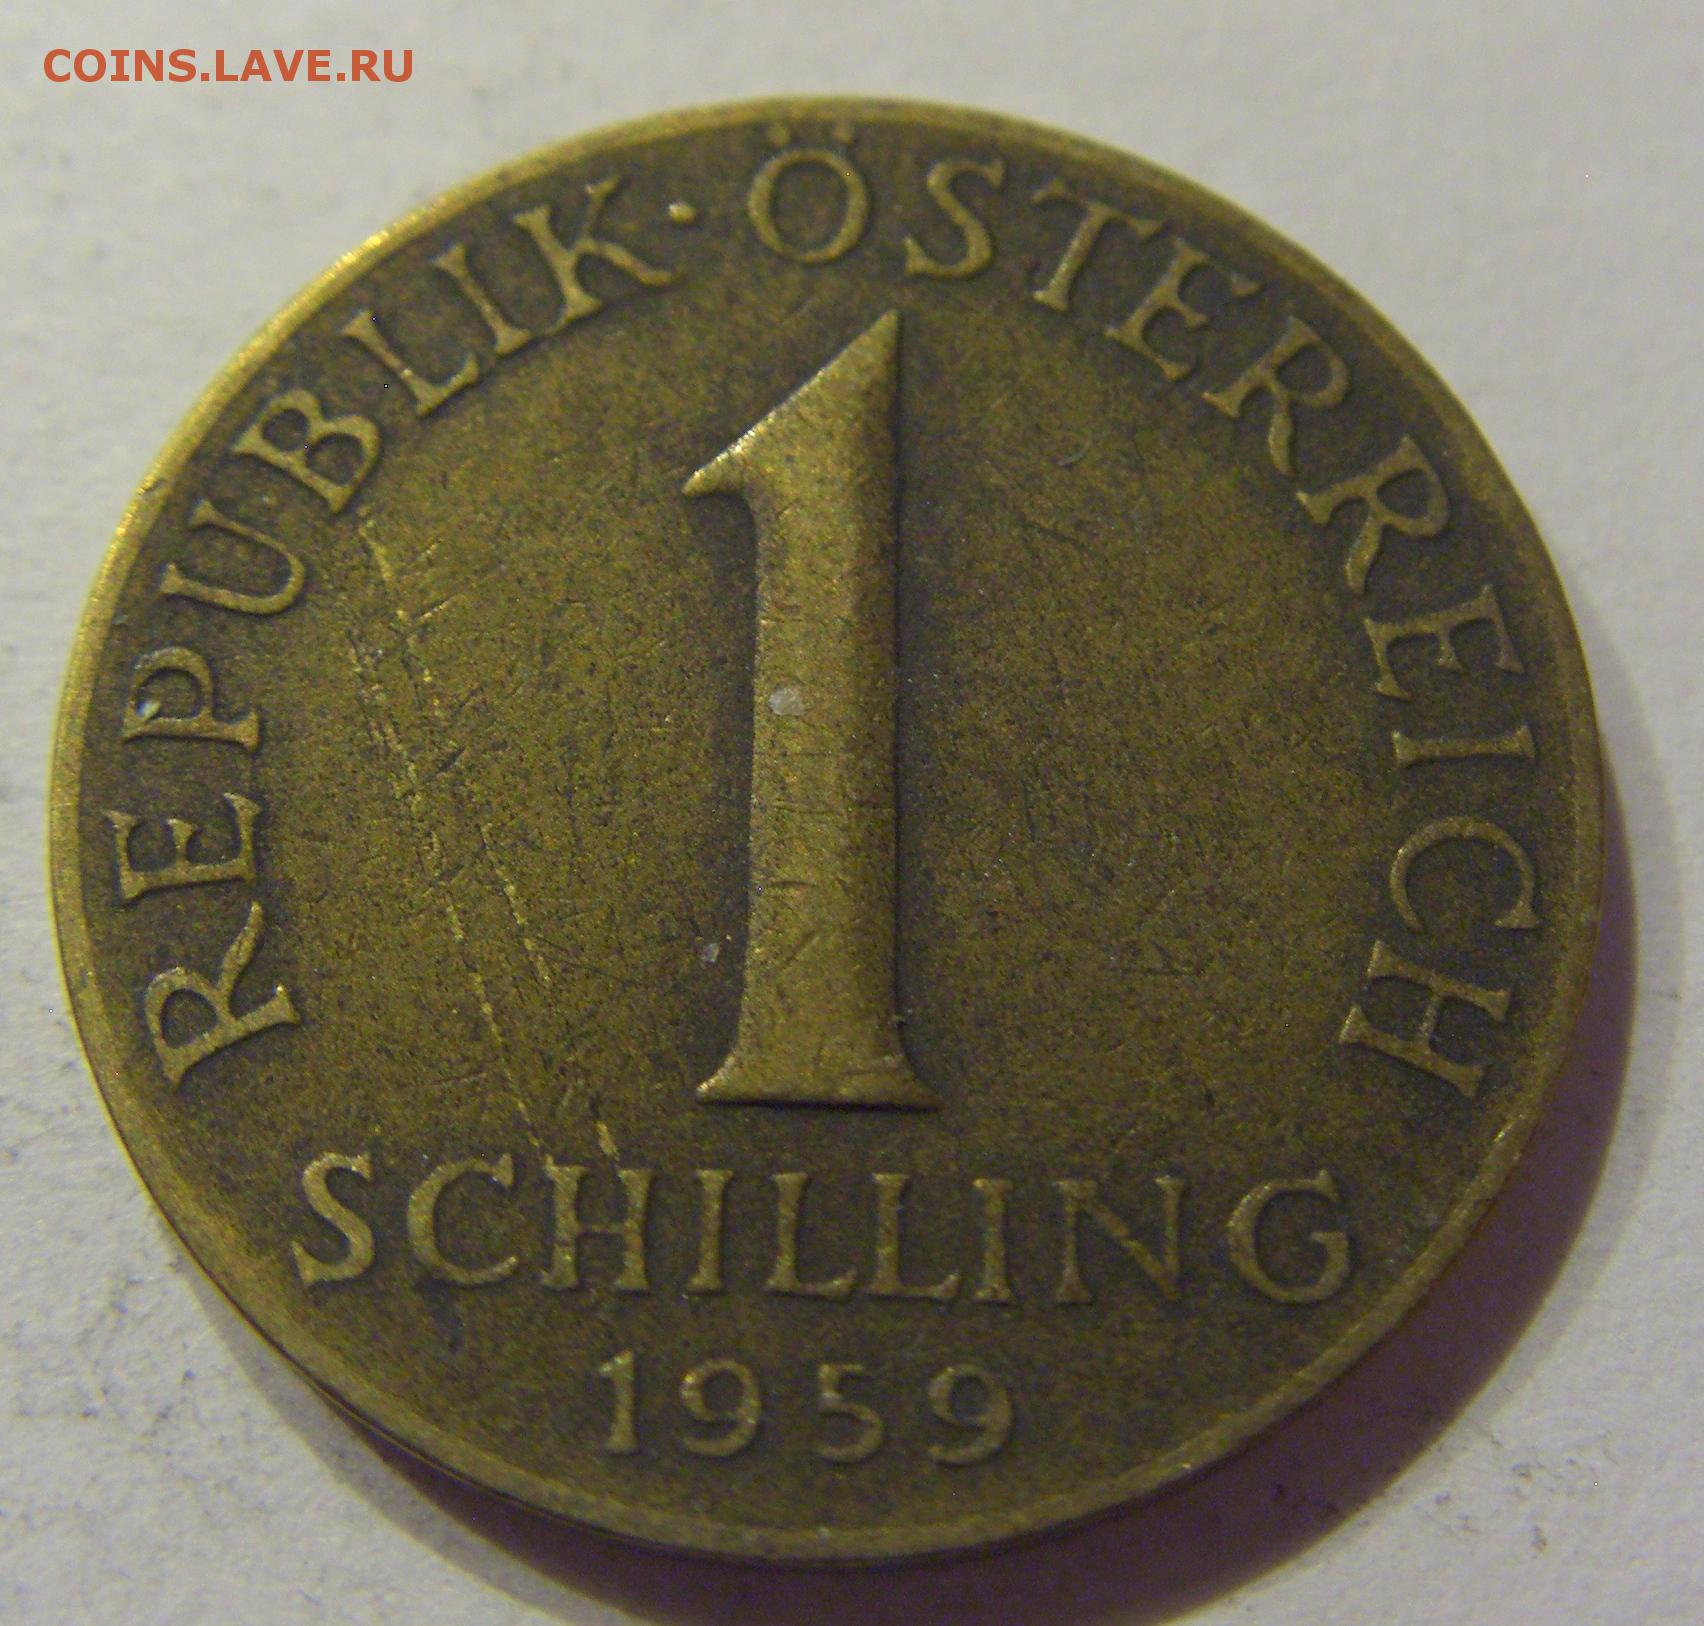 COINS.LAVE.RU
REPUBLIK · ÖSTERREICH
1
SCHILLING
1959